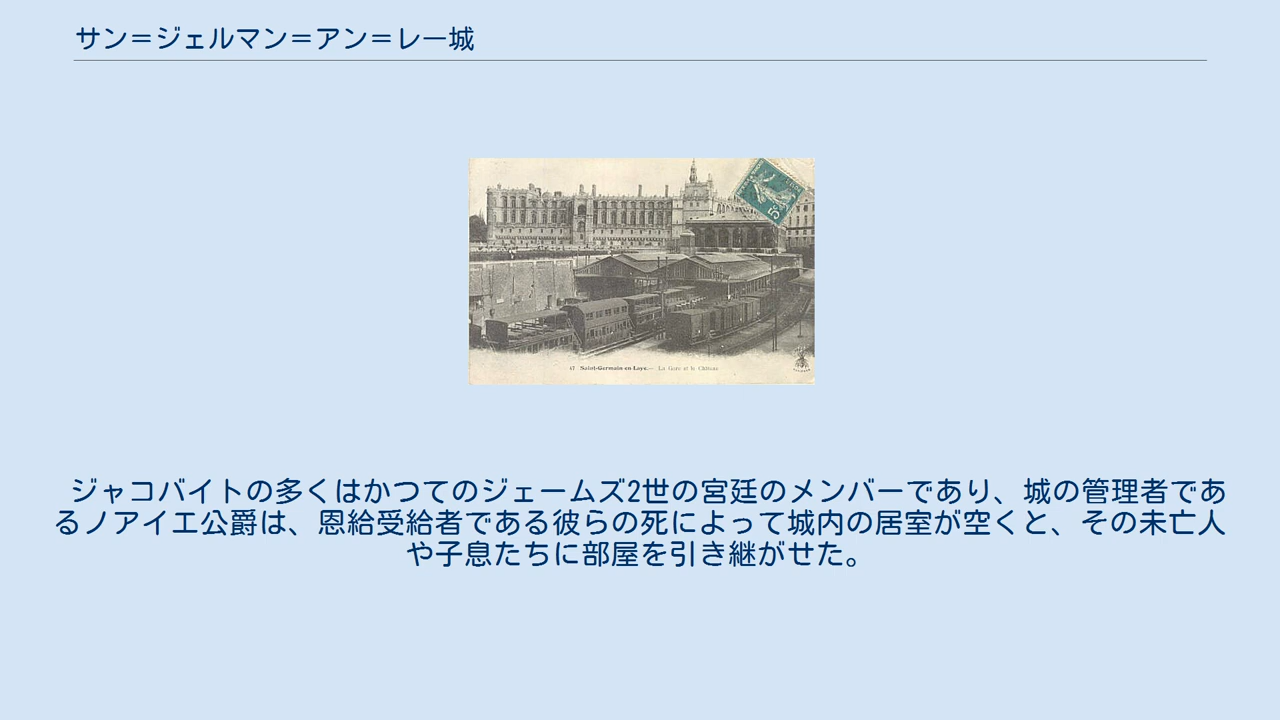 サン＝ジェルマン＝アン＝レー城
5c
47 Saint-Germain en Laye.— La Gare et le Château
ジャコバイトの多くはかつてのジェームズ2世の宮廷のメンバーであり、城の管理者であ
るノアイエ公爵は、恩給受給者である彼らの死によって城内の居室が空くと、その未亡人
や子息たちに部屋を引き継がせた。